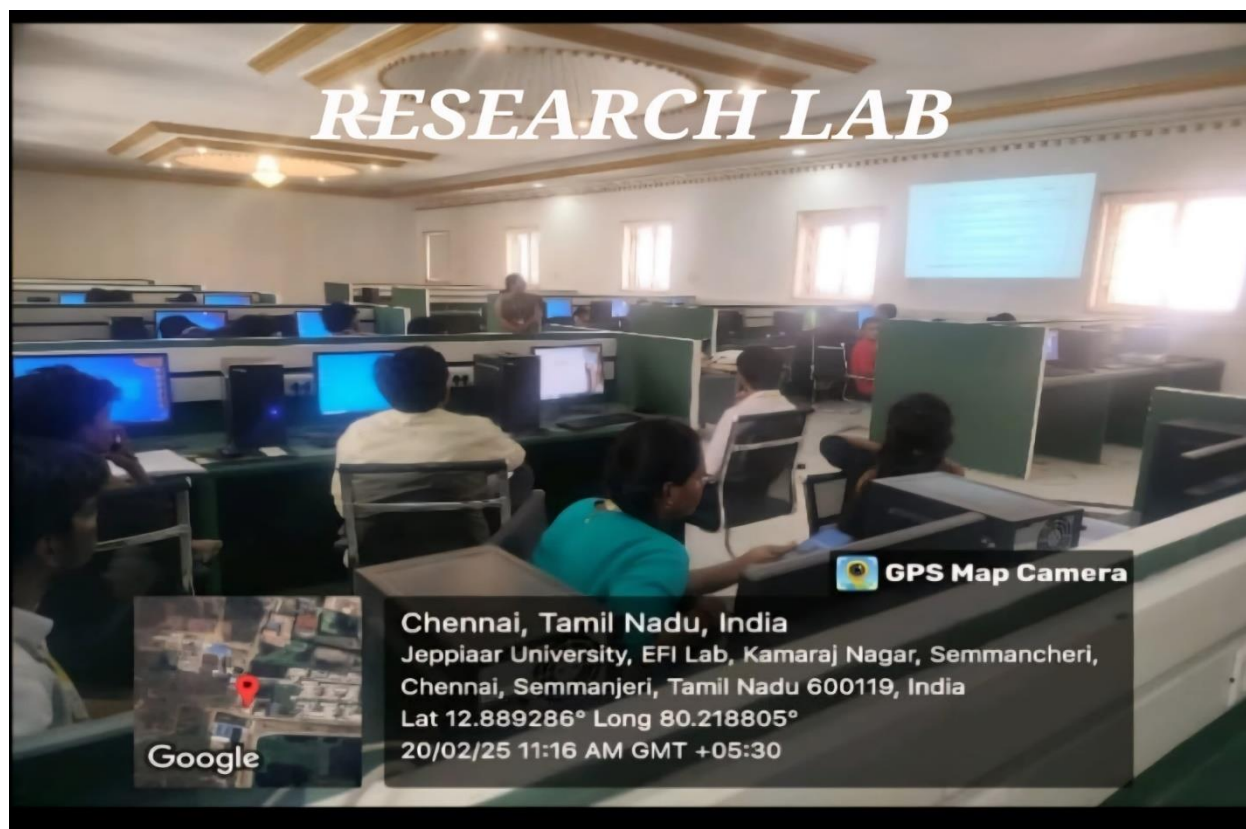 RESEARCH LAB
GPS Map Camera
Chennai, Tamil Nadu, India
Jeppiaar University, EFI Lab, Kamaraj Nagar, Semmancheri,
Chennai, Semmanjeri, Tamil Nadu 600119, India
Lat 12.889286° Long 80.218805°
20/02/25 11:16 AM GMT +05:30
Google